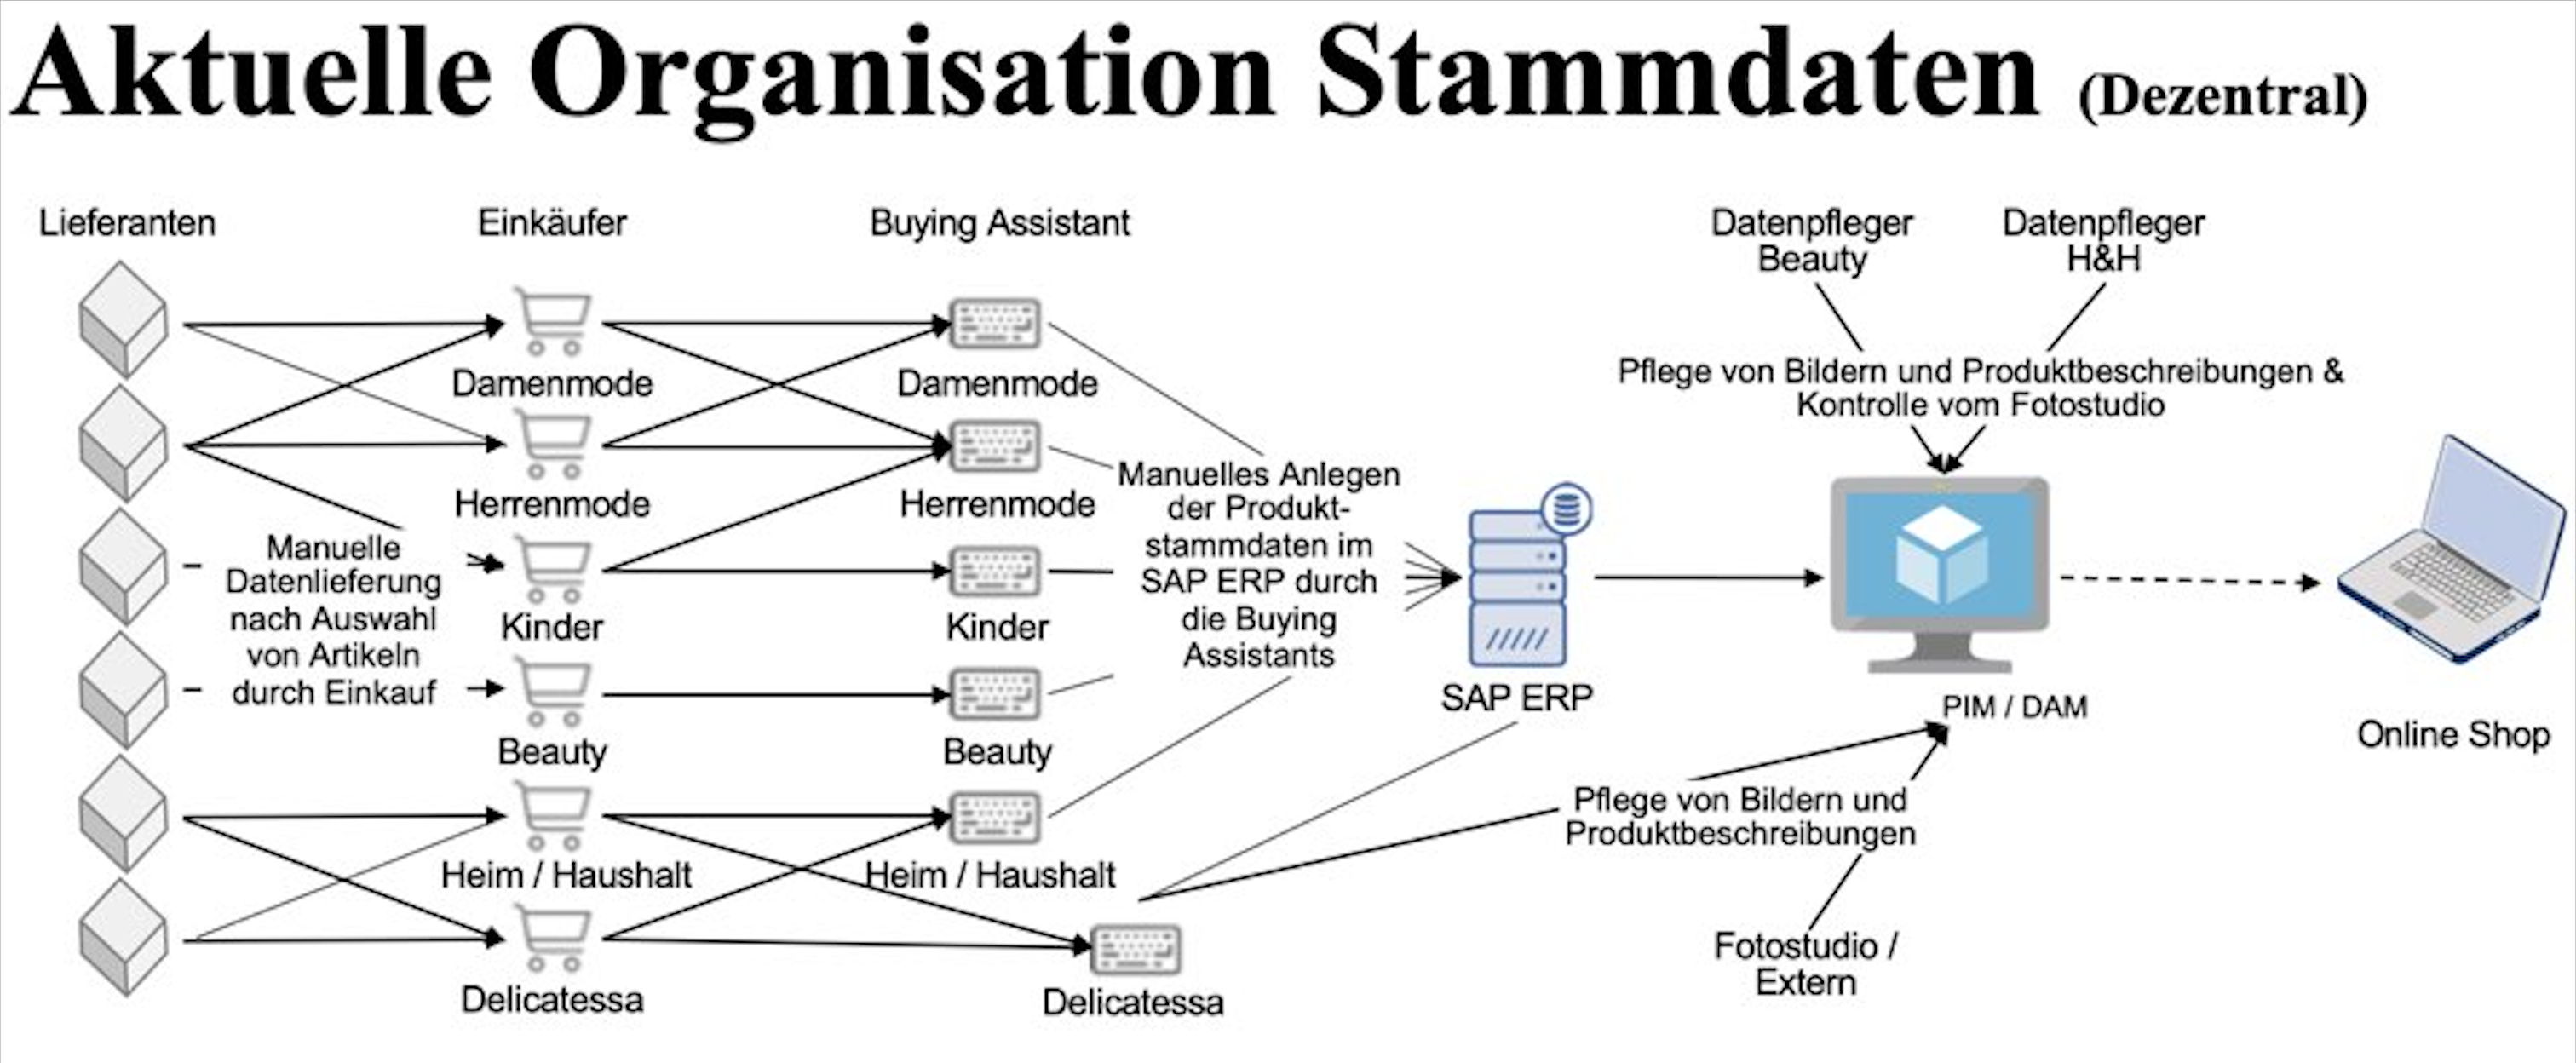 Aktuelle Organisation Stammdaten (Dezentral)
Lieferanten
Einkäufer
Buying Assistant
Datenpfleger
Beauty
Datenpfleger
H&H
Pflege von Bildern und Produktbeschreibungen &
Kontrolle vom Fotostudio
Damenmode
Herrenmode
Kinder
Beauty
Heim / Haushalt
Delicatessa
Manuelle
Datenlieferung
nach Auswahl
von Artikeln
durch Einkauf
Damenmode
Herrenmode
Kinder
Beauty
Heim / Haushalt
Delicatessa
Manuelles Anlegen
der Produkt-
stammdaten im
SAP ERP durch
die Buying
Assistants
SAP ERP
PIM / DAM
Online Shop
Pflege von Bildern und
Produktbeschreibungen
Fotostudio /
Extern